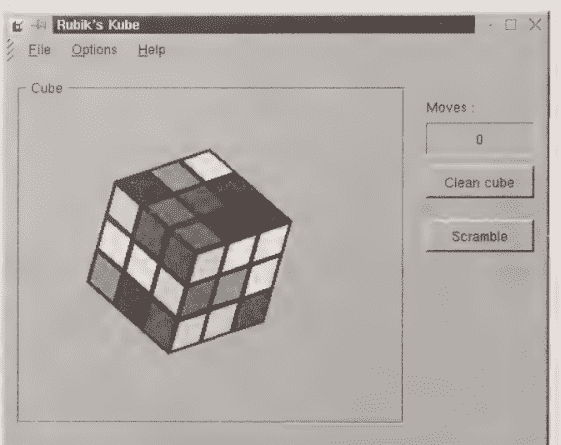 Rubik's Kube
File Options Help
Cube
Moves :
0
Clean cube
Scramble